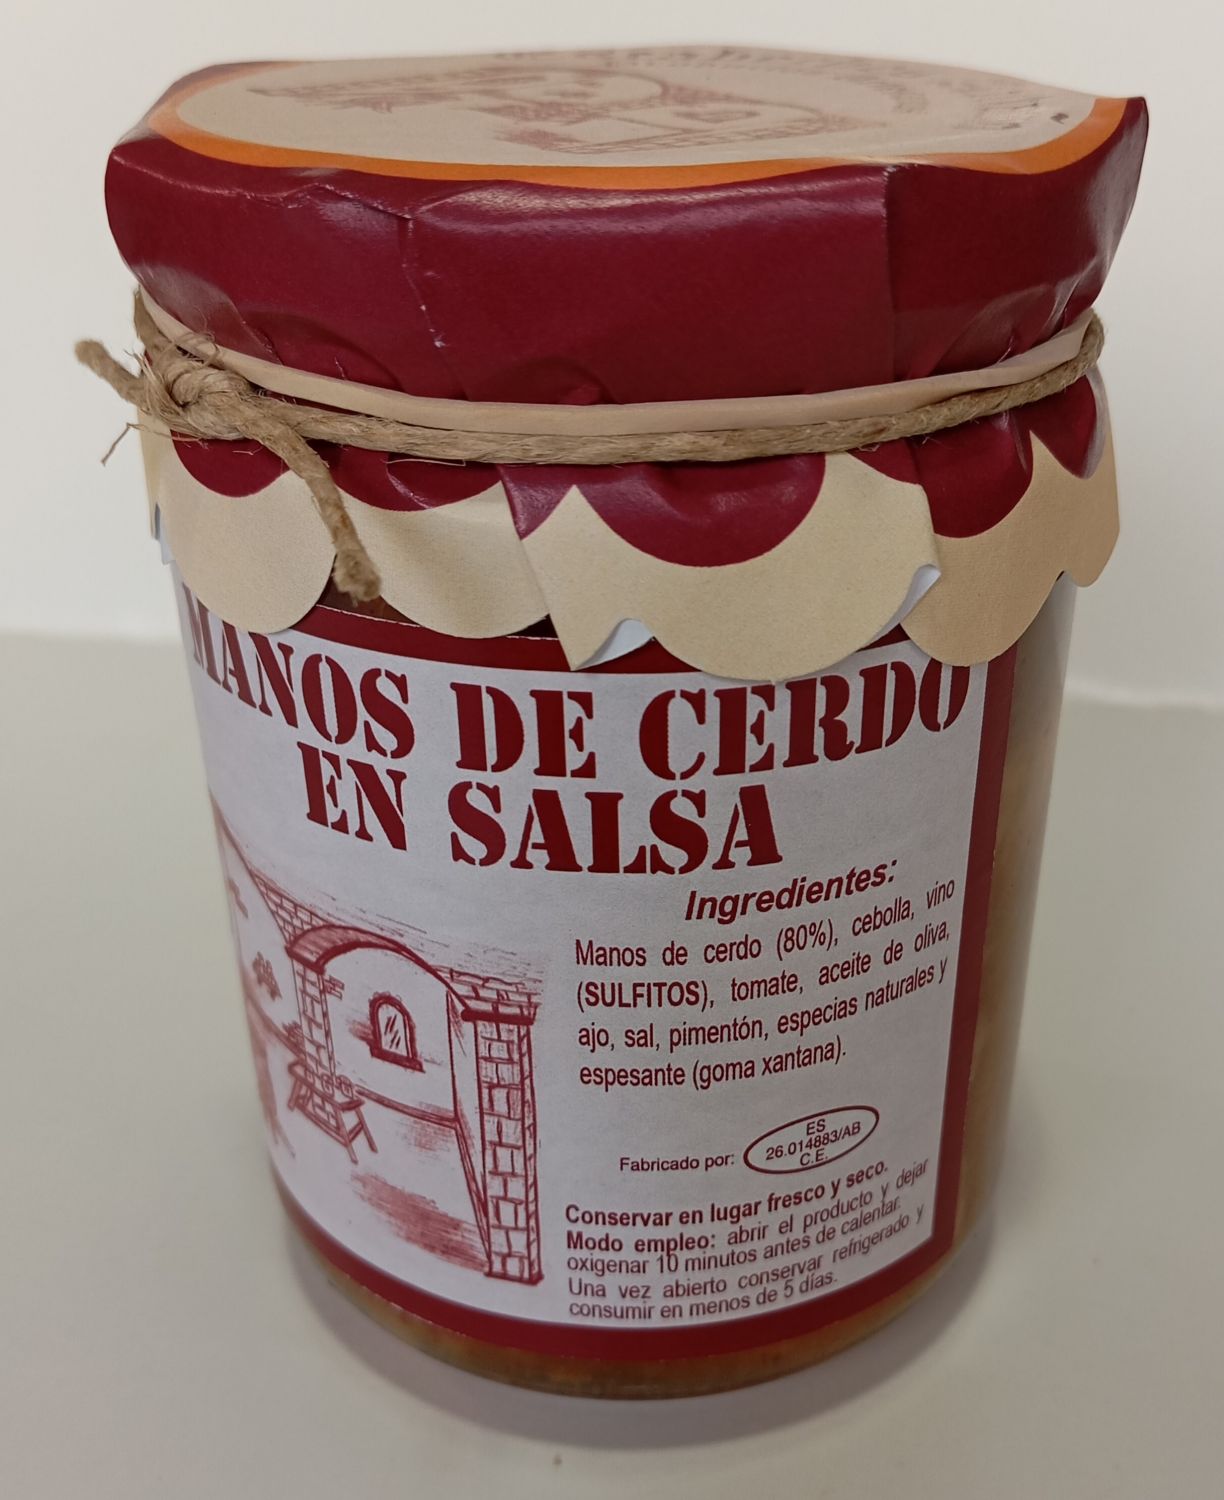 MANOS DE CERDO
EN SALSA
Ingredientes:
Manos de cerdo (80%), cebolla, vino
(SULFITOS), tomate, aceite de oliva,
ajo, sal, pimentón, especias naturales y
espesante (goma xantana).
Fabricado por:
ES
26.014883/AB
C.E.
Conservar en lugar fresco y seco.
Modo empleo: abrir el producto y dejar
oxigenar 10 minutos antes de calentar.
Una vez abierto conservar refrigerado y
consumir en menos de 5 días.